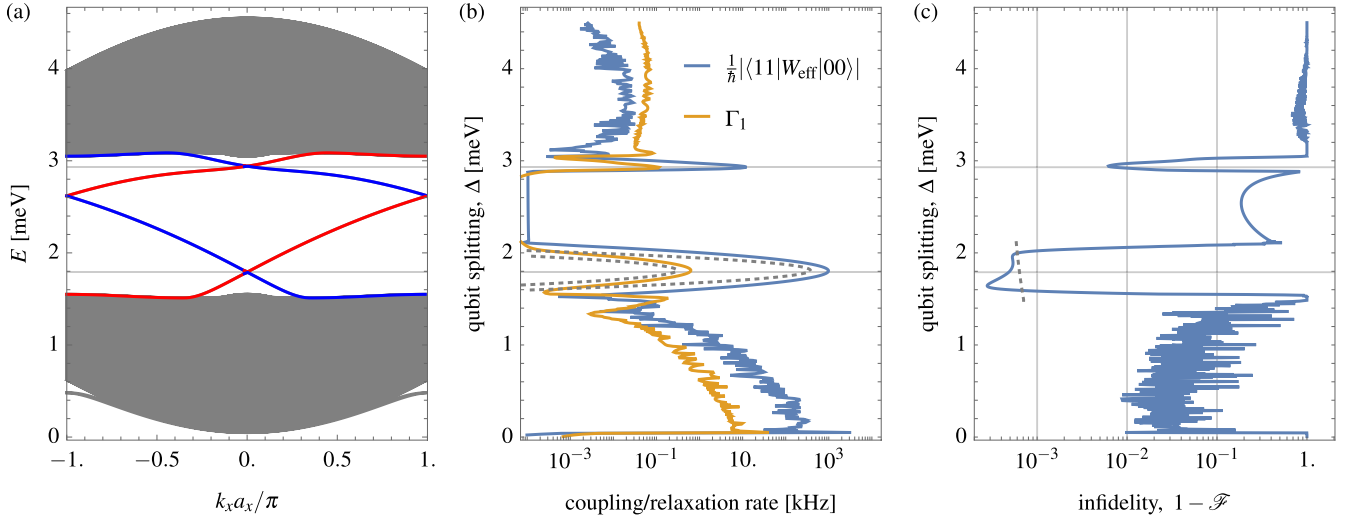 (a)
E [meV]
4
3
2
1
0
-1. -0.5 0. 0.5 1.
k_x a_x/π
(b)
qubit splitting, Δ [meV]
4
3
2
1
0
1/ħ |⟨11|W_eff|00⟩|
Γ_1
10^-3 10^-1 10. 10^3
coupling/relaxation rate [kHz]
(c)
qubit splitting, Δ [meV]
4
3
2
1
0
10^-3 10^-2 10^-1 1.
infidelity, 1 − ℱ